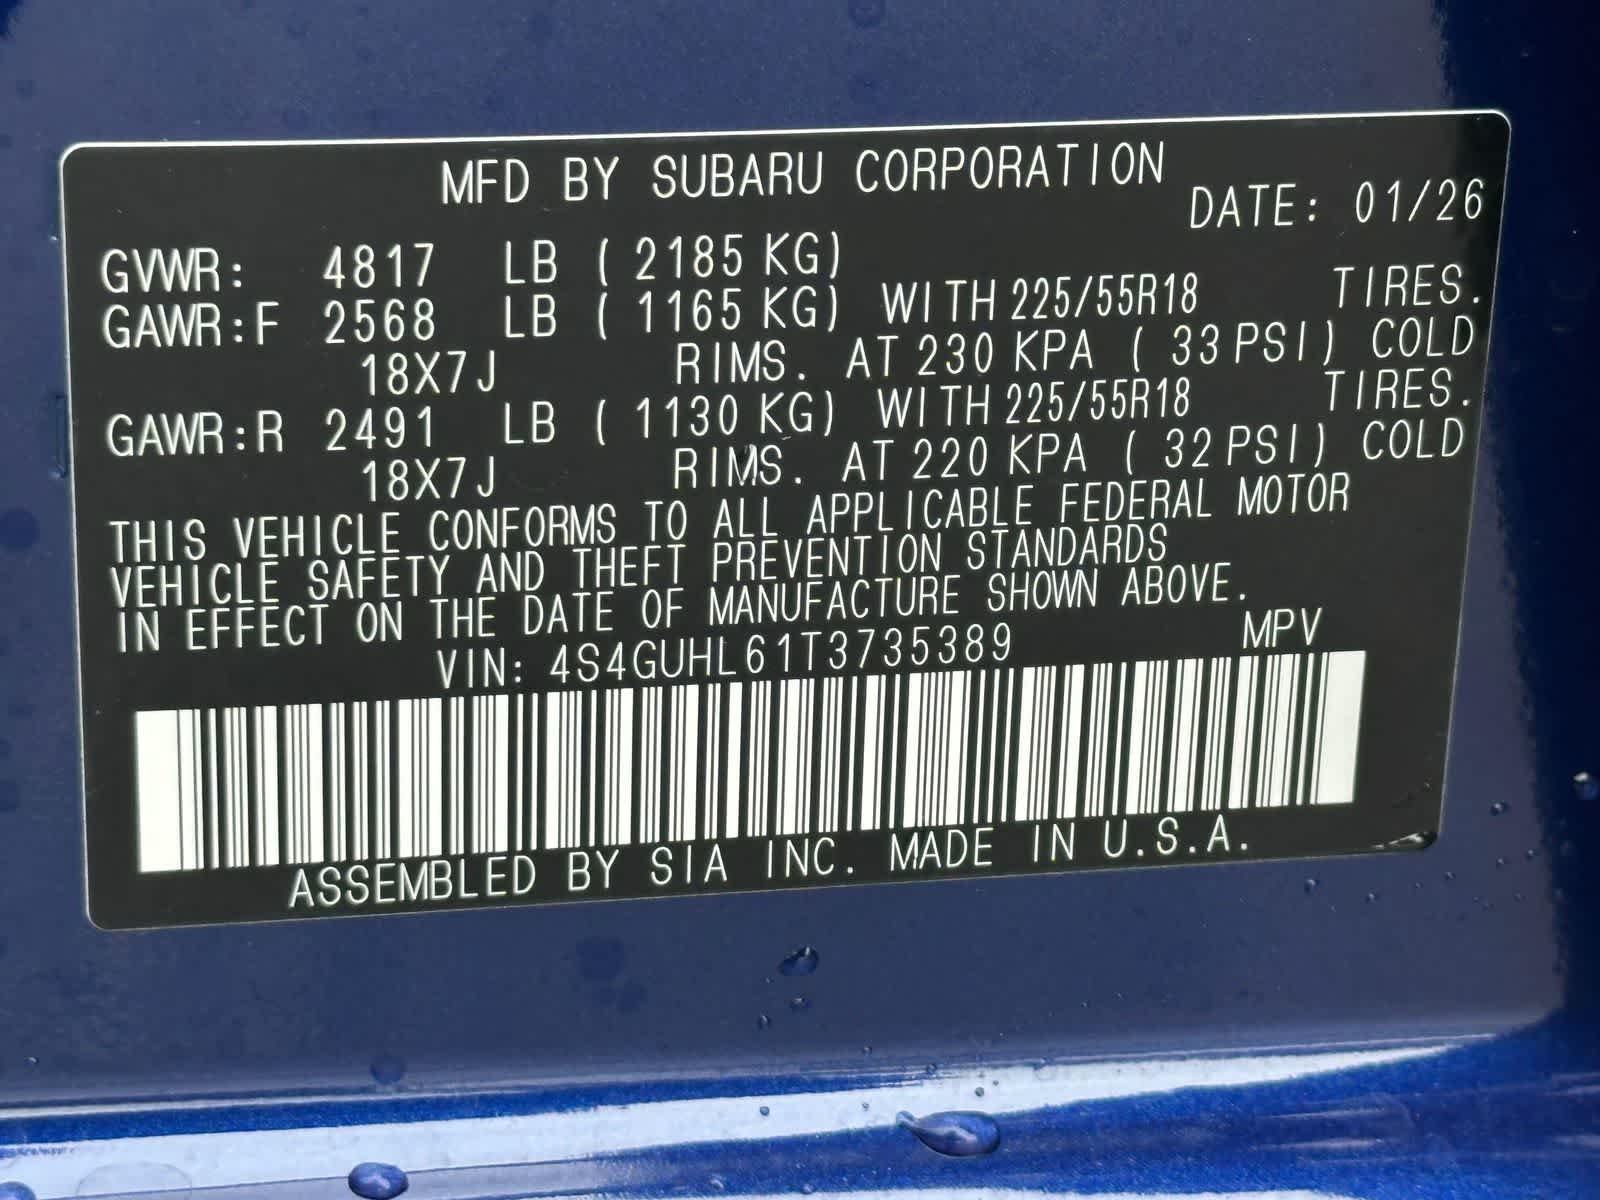 MFD BY SUBARU CORPORATION
DATE: 01/26
GVWR: 4817 LB ( 2185 KG)
GAWR:F 2568 LB ( 1165 KG) WITH 225/55R18 TIRES.
18X7J RIMS. AT 230 KPA ( 33 PSI) COLD
GAWR:R 2491 LB ( 1130 KG) WITH 225/55R18 TIRES.
18X7J RIMS. AT 220 KPA ( 32 PSI) COLD
THIS VEHICLE CONFORMS TO ALL APPLICABLE FEDERAL MOTOR
VEHICLE SAFETY AND THEFT PREVENTION STANDARDS
IN EFFECT ON THE DATE OF MANUFACTURE SHOWN ABOVE.
VIN: 4S4GUHL61T3735389 MPV
ASSEMBLED BY SIA INC. MADE IN U.S.A.